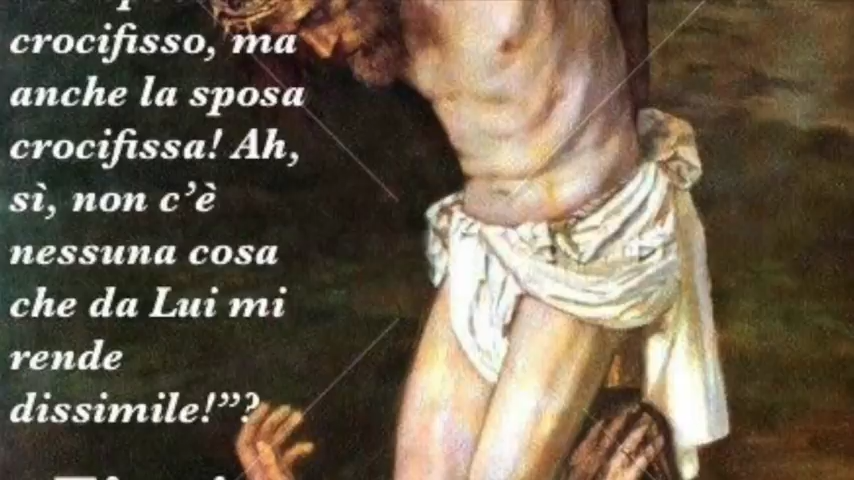 crocifisso, ma
anche la sposa
crocifissa! Ah,
sì, non c’è
nessuna cosa
che da Lui mi
rende
dissimile!”?